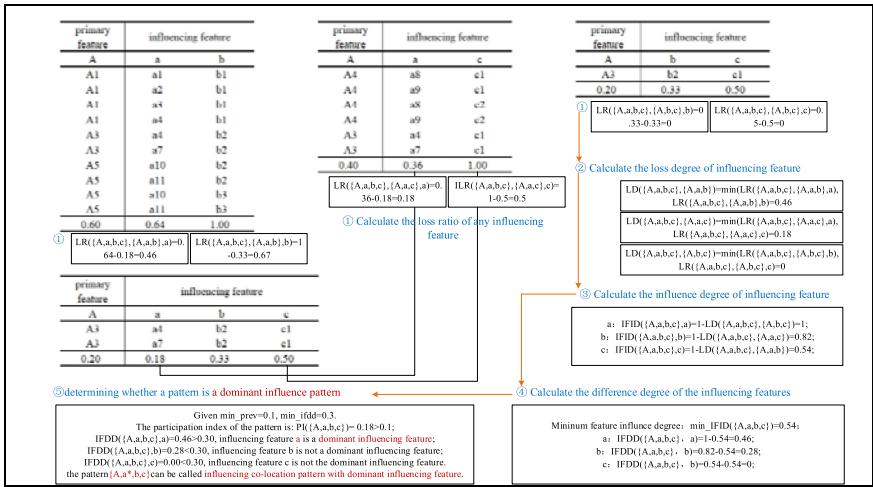 primary feature influencing feature
A a b
A1 a1 b1
A1 a2 b1
A1 a3 b1
A1 a4 b1
A3 a4 b2
A3 a7 b2
A5 a10 b2
A5 a11 b2
A5 a10 b3
A5 a11 b3
0.60 0.64 1.00
① LR({A,a,b,c},{A,a,b},a)=0.
64-0.18=0.46
LR({A,a,b,c},{A,a,b},b)=1
-0.33=0.67
primary feature influencing feature
A a c
A4 a8 c1
A4 a9 c1
A4 a8 c2
A4 a9 c2
A3 a4 c1
A3 a7 c1
0.40 0.36 1.00
LR({A,a,b,c},{A,a,c},a)=0.
36-0.18=0.18
ILR({A,a,b,c},{A,a,c},c)=
1-0.5=0.5
① Calculate the loss ratio of any influencing
feature
primary feature influencing feature
A b c
A3 b2 c1
0.20 0.33 0.50
① LR({A,a,b,c},{A,b,c},b)=0
.33-0.33=0
LR({A,a,b,c},{A,b,c},c)=0.
5-0.5=0
② Calculate the loss degree of influencing feature
LD({A,a,b,c},{A,a,b})=min(LR({A,a,b,c},{A,a,b},a),
LR({A,a,b,c},{A,a,b},b)=0.46
LD({A,a,b,c},{A,a,c})=min(LR({A,a,b,c},{A,a,c},a),
LR({A,a,b,c},{A,a,c},c)=0.18
LD({A,a,b,c},{A,b,c})=min(LR({A,a,b,c},{A,b,c},b),
LR({A,a,b,c},{A,b,c},c)=0
primary feature influencing feature
A a b c
A3 a4 b2 c1
A3 a7 b2 c1
0.20 0.18 0.33 0.50
③ Calculate the influence degree of influencing feature
a：IFID({A,a,b,c},a)=1-LD({A,a,b,c},{A,b,c})=1;
b：IFID({A,a,b,c},b)=1-LD({A,a,b,c},{A,a,c})=0.82;
c：IFID({A,a,b,c},c)=1-LD({A,a,b,c},{A,a,b})=0.54;
④ Calculate the difference degree of the influencing features
Mininum feature influnce degree：min_IFID({A,a,b,c})=0.54;
a：IFDD({A,a,b,c}，a)=1-0.54=0.46;
b：IFDD({A,a,b,c}，b)=0.82-0.54=0.28;
c：IFDD({A,a,b,c}，b)=0.54-0.54=0;
⑤determining whether a pattern is a dominant influence pattern
Given min_prev=0.1, min_ifdd=0.3.
The participation index of the pattern is: PI({A,a,b,c})= 0.18>0.1;
IFDD({A,a,b,c},a)=0.46>0.30, influencing feature a is a dominant influencing feature;
IFDD({A,a,b,c},b)=0.28<0.30, influencing feature b is not a dominant influencing feature;
IFDD({A,a,b,c},c)=0.00<0.30, influencing feature c is not the dominant influencing feature.
the pattern{A,a*,b,c}can be called influencing co-location pattern with dominant influencing feature.